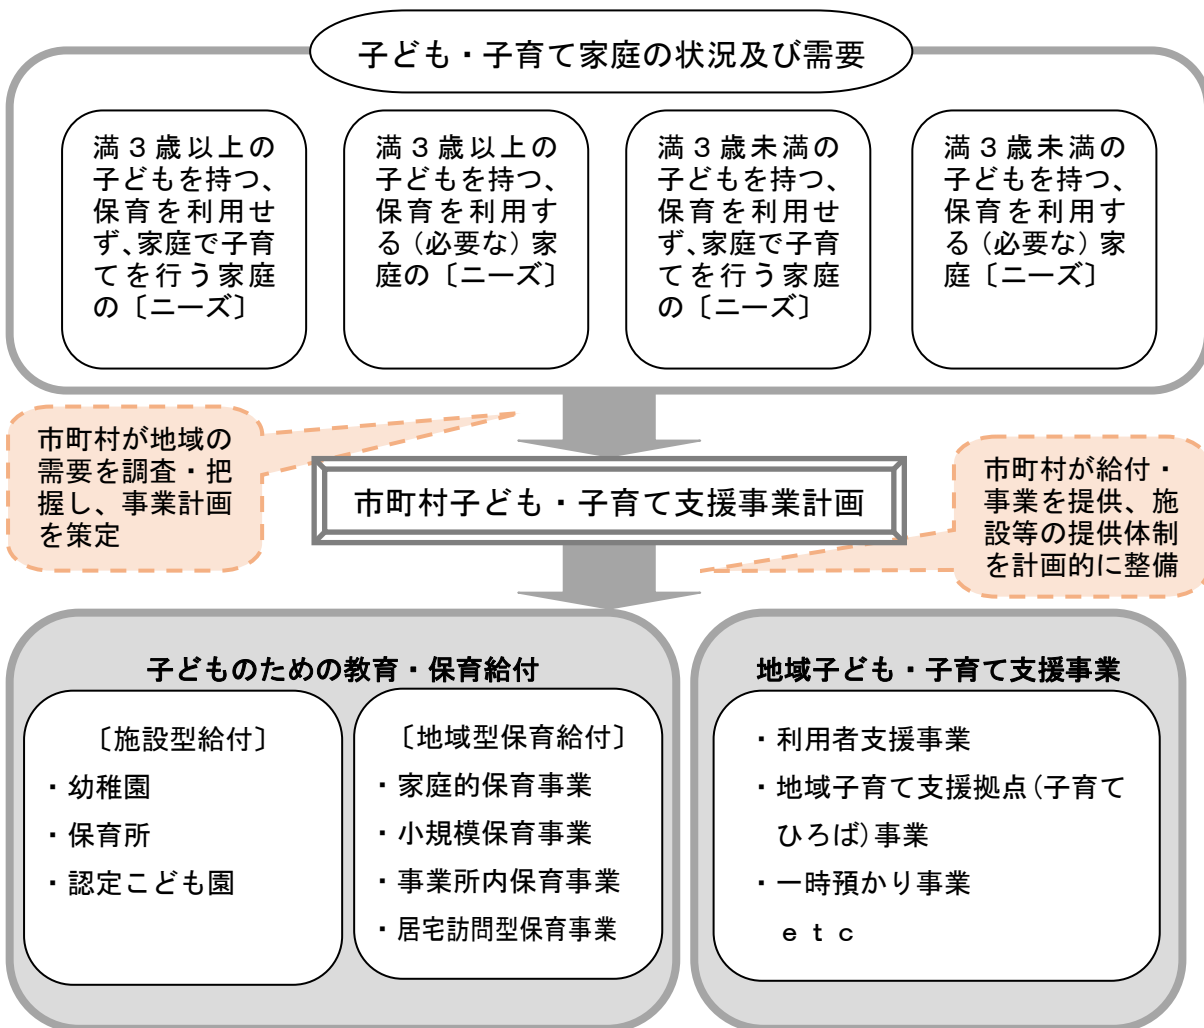 子ども・子育て家庭の状況及び需要
満３歳以上の
子どもを持つ、
保育を利用せ
ず、家庭で子育
てを行う家庭
の〔ニーズ〕
満３歳以上の
子どもを持つ、
保育を利用す
る（必要な）家
庭の〔ニーズ〕
満３歳未満の
子どもを持つ、
保育を利用せ
ず、家庭で子育
てを行う家庭
の〔ニーズ〕
満３歳未満の
子どもを持つ、
保育を利用す
る（必要な）家
庭〔ニーズ〕
市町村が地域の
需要を調査・把
握し、事業計画
を策定
市町村子ども・子育て支援事業計画
市町村が給付・
事業を提供、施
設等の提供体制
を計画的に整備
子どものための教育・保育給付
〔施設型給付〕
・幼稚園
・保育所
・認定こども園
〔地域型保育給付〕
・家庭的保育事業
・小規模保育事業
・事業所内保育事業
・居宅訪問型保育事業
地域子ども・子育て支援事業
・利用者支援事業
・地域子育て支援拠点(子育て
ひろば)事業
・一時預かり事業
ｅｔｃ